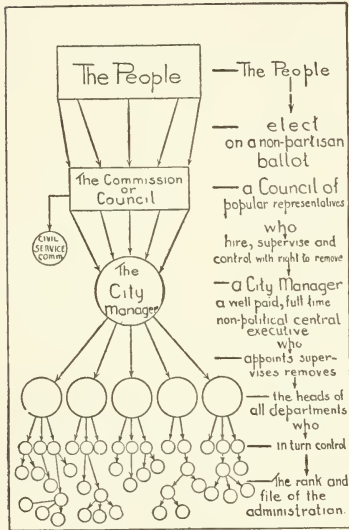 The People
The Commission
or
Council
CIVIL
SERVICE
COMM
The
City
Manager
The People
elect
on a non-partisan
ballot
a Council of
popular representatives
who
hire, supervise and
control with right to remove
a City Manager
a well paid, full time
non-political central
executive
who
appoints super-
vises removes
the heads of
all departments
who
in turn control
The rank and
file of the
administration.